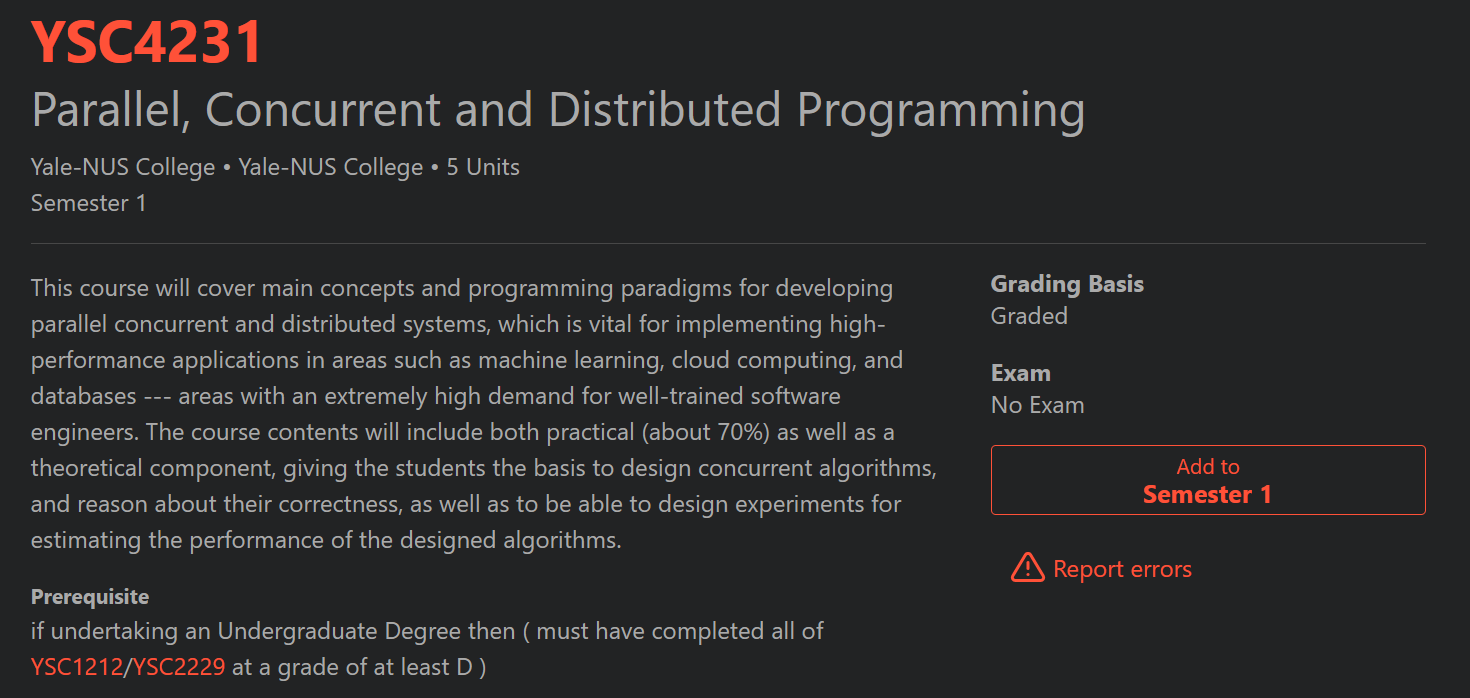 YSC4231
Parallel, Concurrent and Distributed Programming
Yale-NUS College • Yale-NUS College • 5 Units
Semester 1
This course will cover main concepts and programming paradigms for developing
parallel concurrent and distributed systems, which is vital for implementing high-
performance applications in areas such as machine learning, cloud computing, and
databases --- areas with an extremely high demand for well-trained software
engineers. The course contents will include both practical (about 70%) as well as a
theoretical component, giving the students the basis to design concurrent algorithms,
and reason about their correctness, as well as to be able to design experiments for
estimating the performance of the designed algorithms.
Prerequisite
if undertaking an Undergraduate Degree then ( must have completed all of
YSC1212/YSC2229 at a grade of at least D )
Grading Basis
Graded
Exam
No Exam
Add to
Semester 1
Report errors